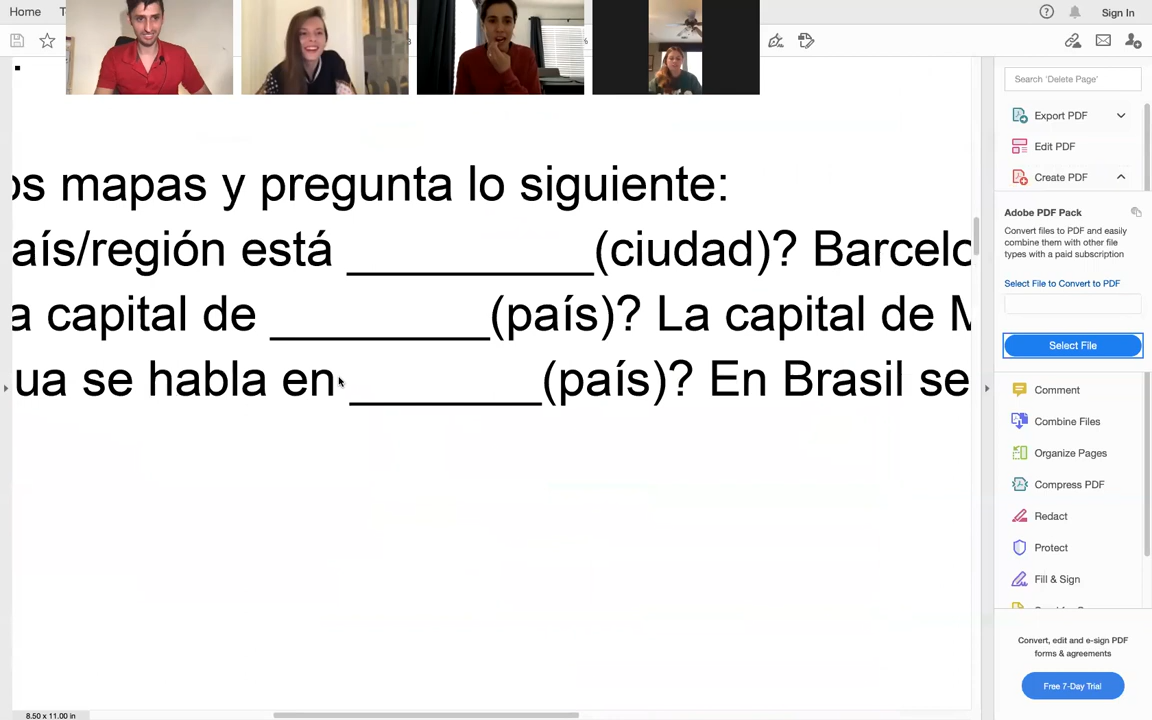 Home
Sign In
os mapas y pregunta lo siguiente:
aís/región está _________(ciudad)? Barcelo
a capital de ________(país)? La capital de M
ua se habla en _______(país)? En Brasil se
Search 'Delete Page'
Export PDF
Edit PDF
Create PDF
Adobe PDF Pack
Convert files to PDF and easily
combine them with other file
types with a paid subscription
Select File to Convert to PDF
Select File
Comment
Combine Files
Organize Pages
Compress PDF
Redact
Protect
Fill & Sign
Convert, edit and e-sign PDF
forms & agreements
Free 7-Day Trial
8.50 x 11.00 in